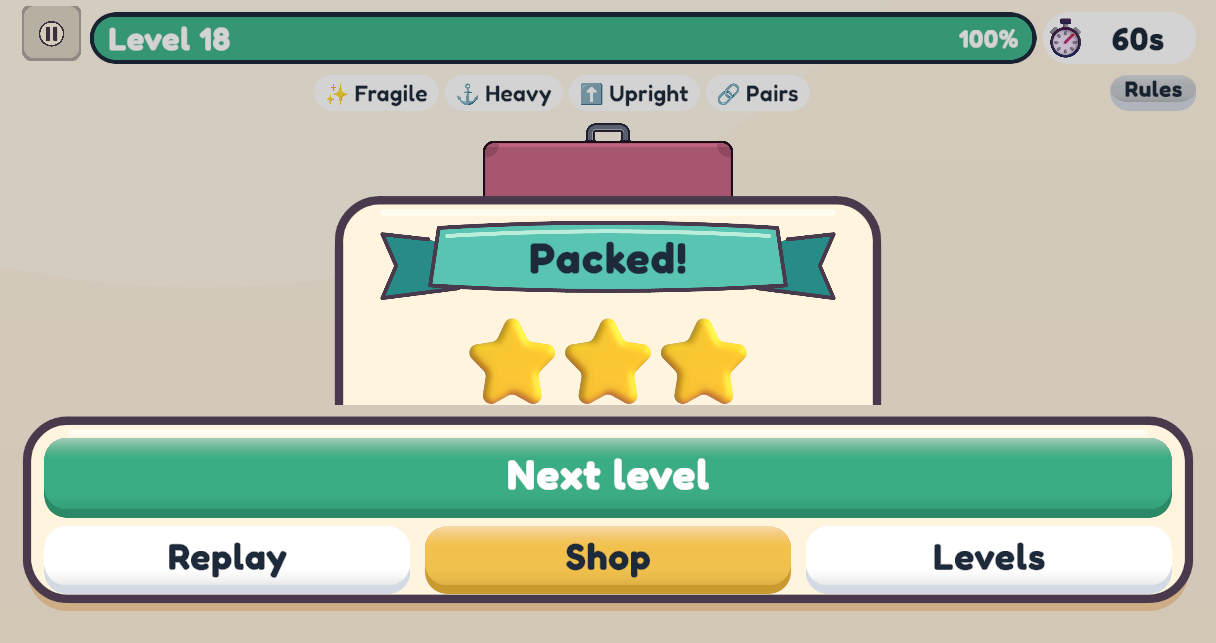 Level 18 100% 60s
Fragile Heavy Upright Pairs Rules
Packed!
Next level
Replay Shop Levels